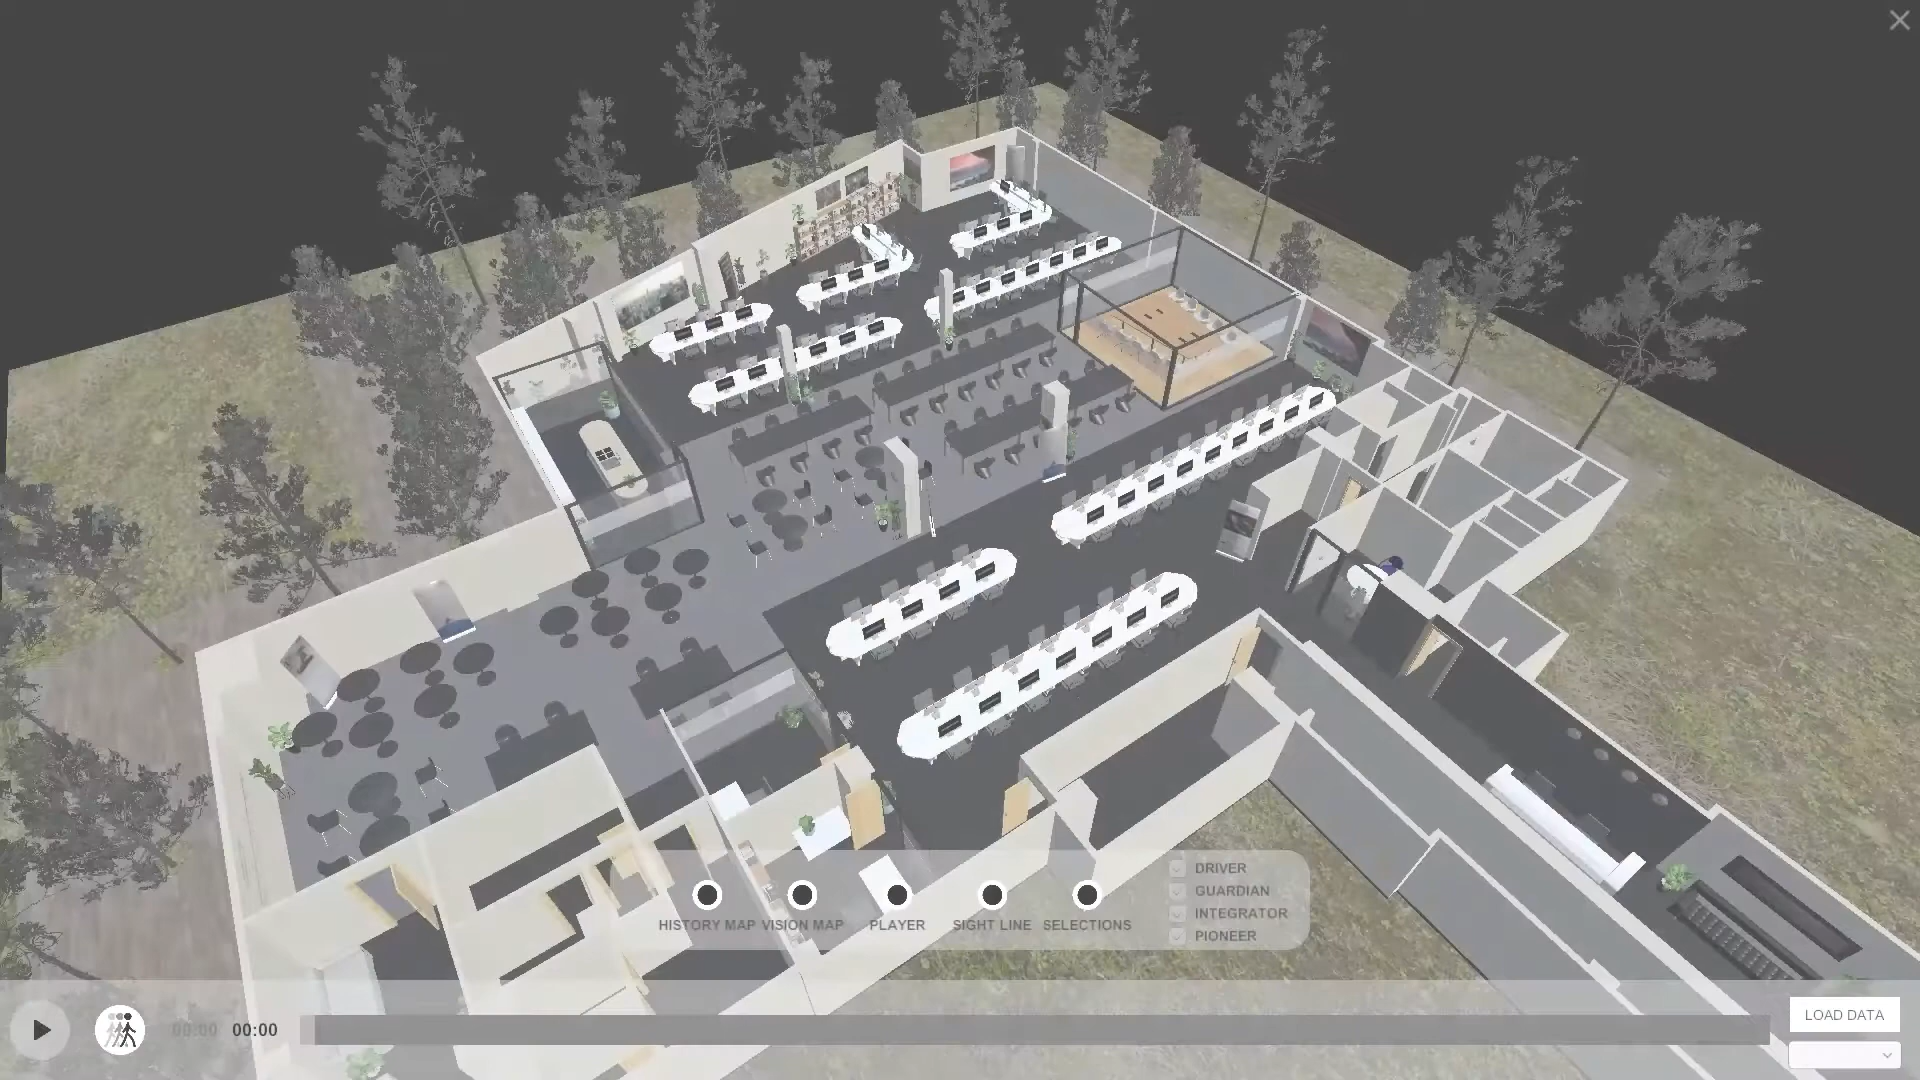 HISTORY MAP VISION MAP PLAYER SIGHT LINE SELECTIONS
DRIVER
GUARDIAN
INTEGRATOR
PIONEER
00:00 00:00
LOAD DATA